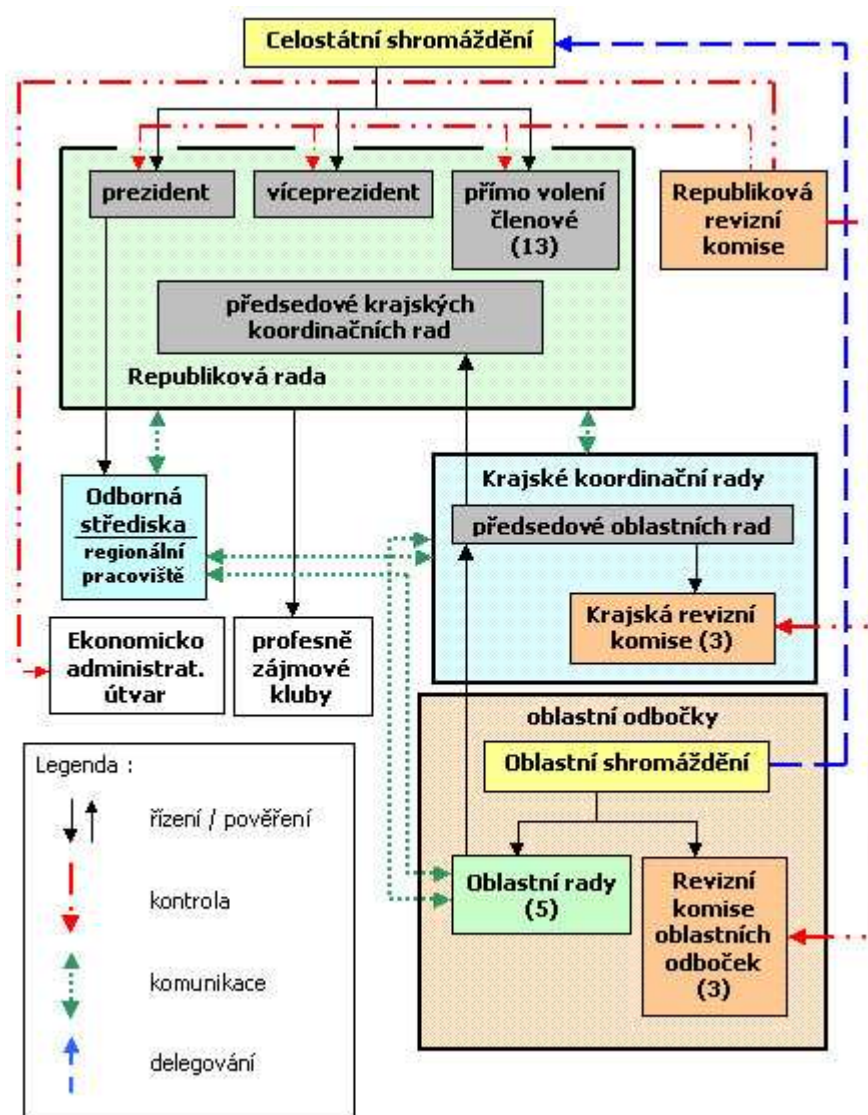 Celostátní shromáždění
prezident
víceprezident
přímo volení
členové
(13)
Republiková
revizní
komise
předsedové krajských
koordinačních rad
Republiková rada
Odborná
střediska
regionální
pracoviště
Krajské koordinační rady
předsedové oblastních rad
Krajská revizní
komise (3)
Ekonomicko
administrat.
útvar
profesně
zájmové
kluby
oblastní odbočky
Oblastní shromáždění
Oblastní rady
(5)
Revizní
komise
oblastních
odboček
(3)
Legenda :
řízení / pověření
kontrola
komunikace
delegování